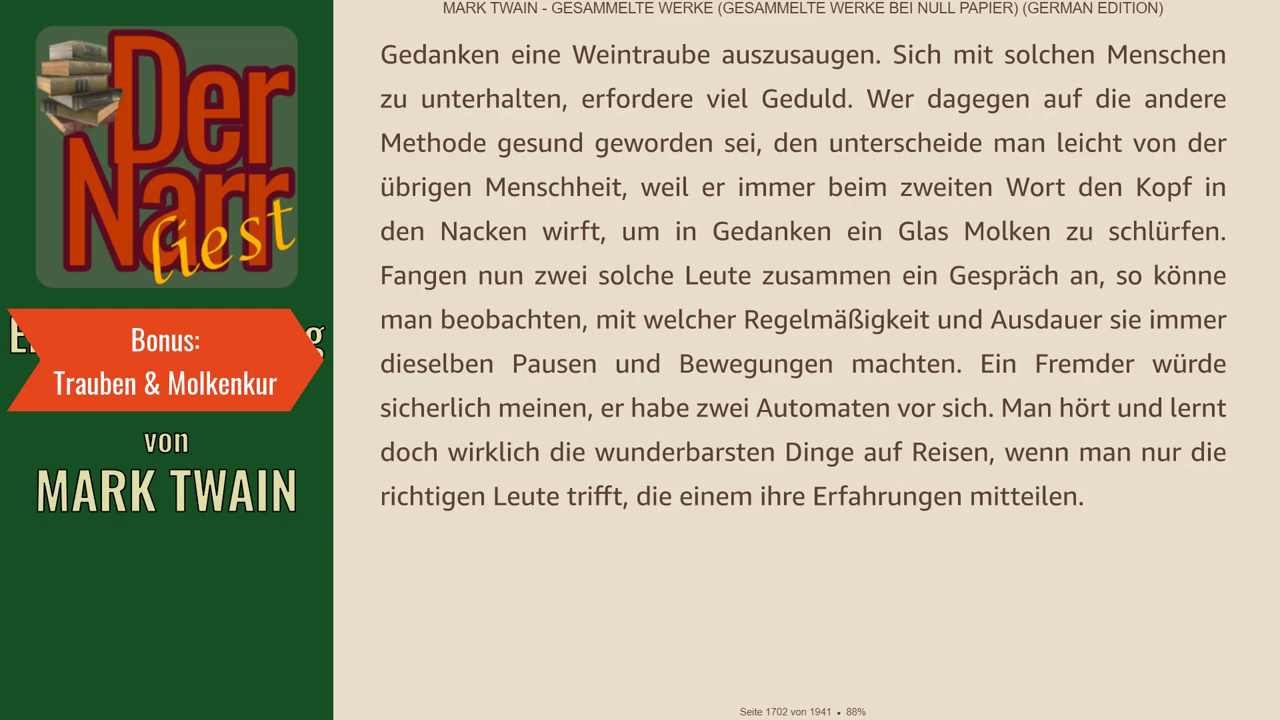 MARK TWAIN - GESAMMELTE WERKE (GESAMMELTE WERKE BEI NULL PAPIER) (GERMAN EDITION)
Der
Narr
liest
Bonus:
Trauben & Molkenkur
von
MARK TWAIN
Gedanken eine Weintraube auszusaugen. Sich mit solchen Menschen
zu unterhalten, erfordere viel Geduld. Wer dagegen auf die andere
Methode gesund geworden sei, den unterscheide man leicht von der
übrigen Menschheit, weil er immer beim zweiten Wort den Kopf in
den Nacken wirft, um in Gedanken ein Glas Molken zu schlürfen.
Fangen nun zwei solche Leute zusammen ein Gespräch an, so könne
man beobachten, mit welcher Regelmäßigkeit und Ausdauer sie immer
dieselben Pausen und Bewegungen machten. Ein Fremder würde
sicherlich meinen, er habe zwei Automaten vor sich. Man hört und lernt
doch wirklich die wunderbarsten Dinge auf Reisen, wenn man nur die
richtigen Leute trifft, die einem ihre Erfahrungen mitteilen.
Seite 1702 von 1941 • 88%